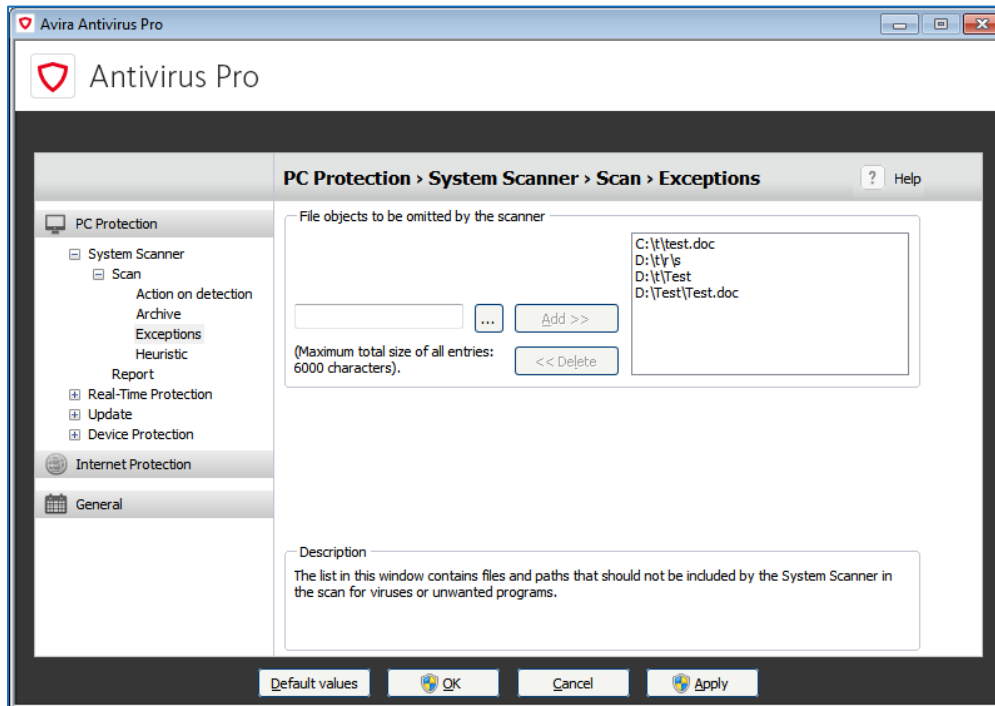 Avira Antivirus Pro
Antivirus Pro
PC Protection › System Scanner › Scan › Exceptions
? Help
PC Protection
System Scanner
Scan
Action on detection
Archive
Exceptions
Heuristic
Report
Real-Time Protection
Update
Device Protection
Internet Protection
General
File objects to be omitted by the scanner
... Add >>
(Maximum total size of all entries:
6000 characters).
<< Delete
C:\t\test.doc
D:\t\r\s
D:\t\Test
D:\Test\Test.doc
Description
The list in this window contains files and paths that should not be included by the System Scanner in
the scan for viruses or unwanted programs.
Default values OK Cancel Apply